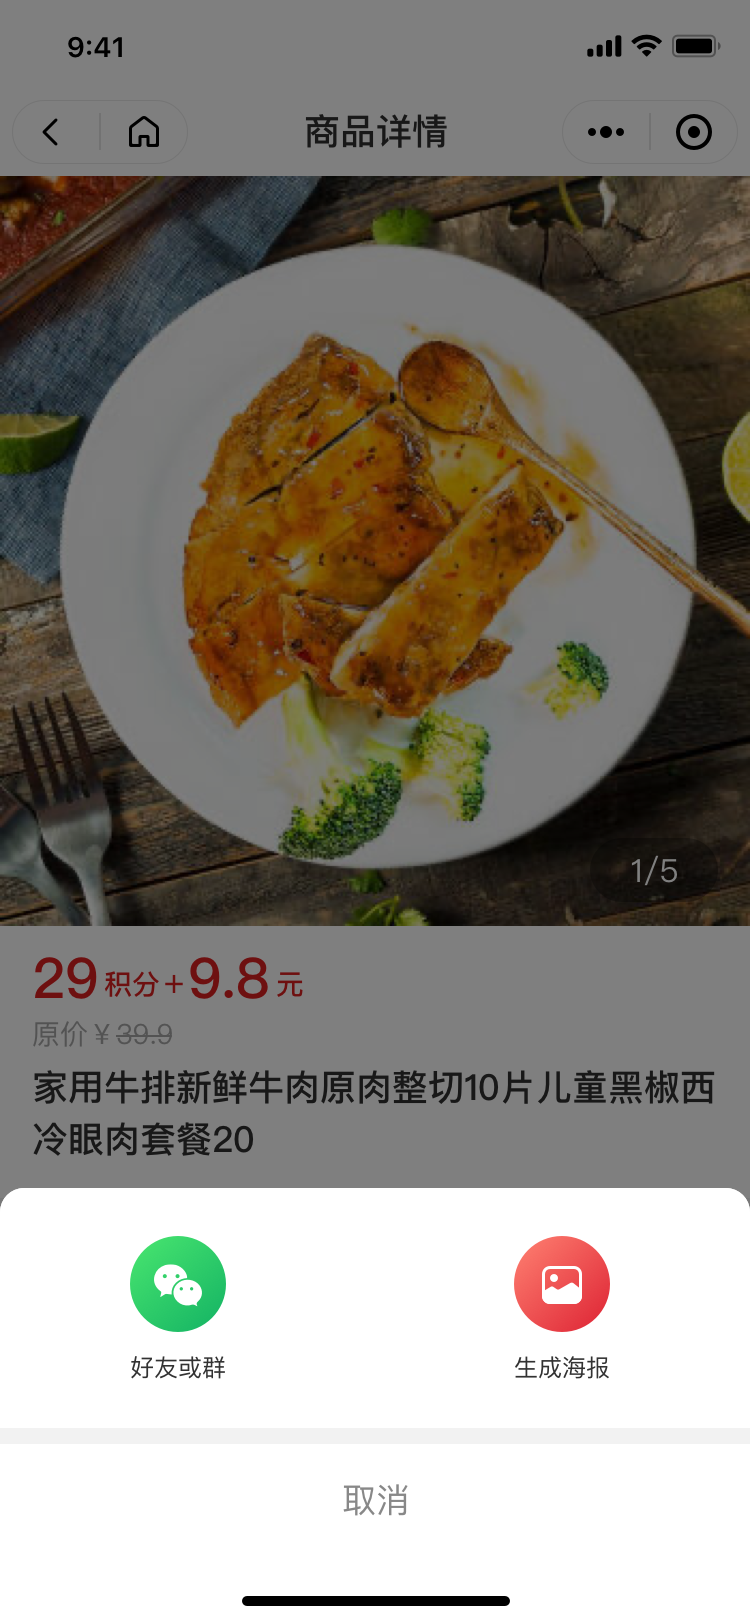 9:41
商品详情
1/5
29积分+9.8元
原价¥39.9
家用牛排新鲜牛肉原肉整切10片儿童黑椒西
冷眼肉套餐20
好友或群
生成海报
取消